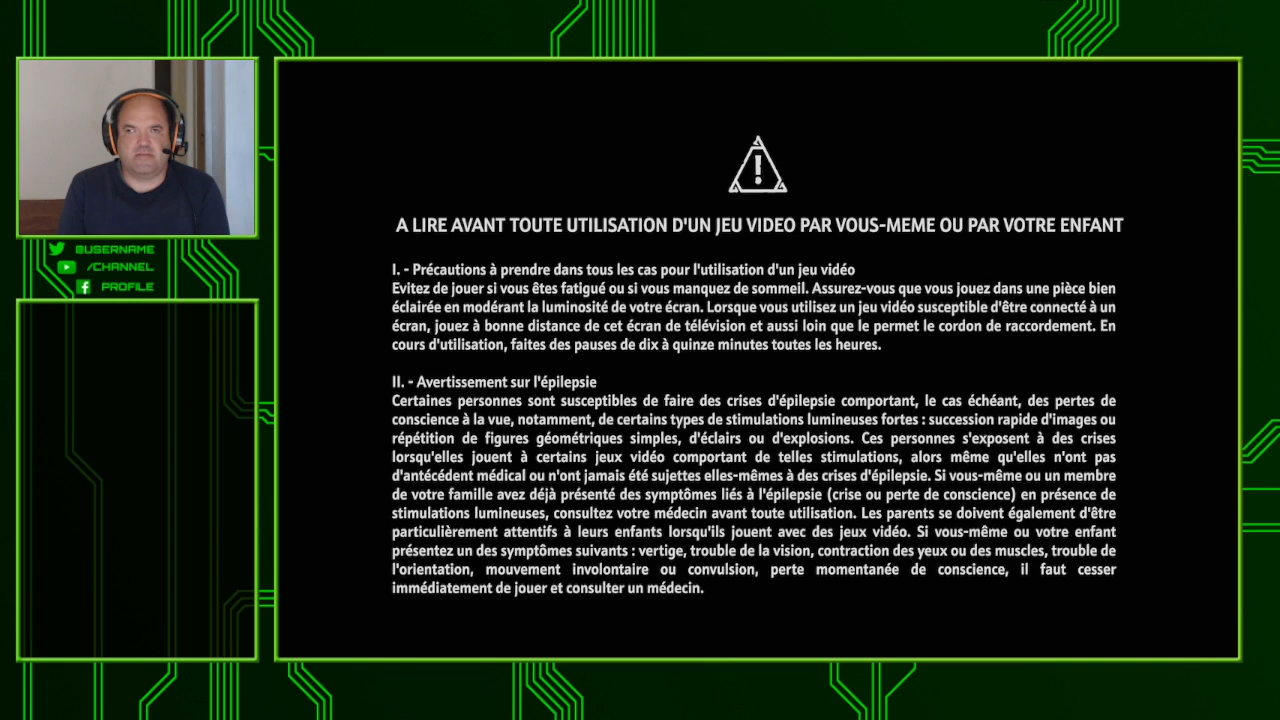 @USERNAME
/CHANNEL
PROFILE
A LIRE AVANT TOUTE UTILISATION D'UN JEU VIDEO PAR VOUS-MEME OU PAR VOTRE ENFANT
I. - Précautions à prendre dans tous les cas pour l'utilisation d'un jeu vidéo
Evitez de jouer si vous êtes fatigué ou si vous manquez de sommeil. Assurez-vous que vous jouez dans une pièce bien
éclairée en modérant la luminosité de votre écran. Lorsque vous utilisez un jeu vidéo susceptible d'être connecté à un
écran, jouez à bonne distance de cet écran de télévision et aussi loin que le permet le cordon de raccordement. En
cours d'utilisation, faites des pauses de dix à quinze minutes toutes les heures.
II. - Avertissement sur l'épilepsie
Certaines personnes sont susceptibles de faire des crises d'épilepsie comportant, le cas échéant, des pertes de
conscience à la vue, notamment, de certains types de stimulations lumineuses fortes : succession rapide d'images ou
répétition de figures géométriques simples, d'éclairs ou d'explosions. Ces personnes s'exposent à des crises
lorsqu'elles jouent à certains jeux vidéo comportant de telles stimulations, alors même qu'elles n'ont pas
d'antécédent médical ou n'ont jamais été sujettes elles-mêmes à des crises d'épilepsie. Si vous-même ou un membre
de votre famille avez déjà présenté des symptômes liés à l'épilepsie (crise ou perte de conscience) en présence de
stimulations lumineuses, consultez votre médecin avant toute utilisation. Les parents se doivent également d'être
particulièrement attentifs à leurs enfants lorsqu'ils jouent avec des jeux vidéo. Si vous-même ou votre enfant
présentez un des symptômes suivants : vertige, trouble de la vision, contraction des yeux ou des muscles, trouble de
l'orientation, mouvement involontaire ou convulsion, perte momentanée de conscience, il faut cesser
immédiatement de jouer et consulter un médecin.